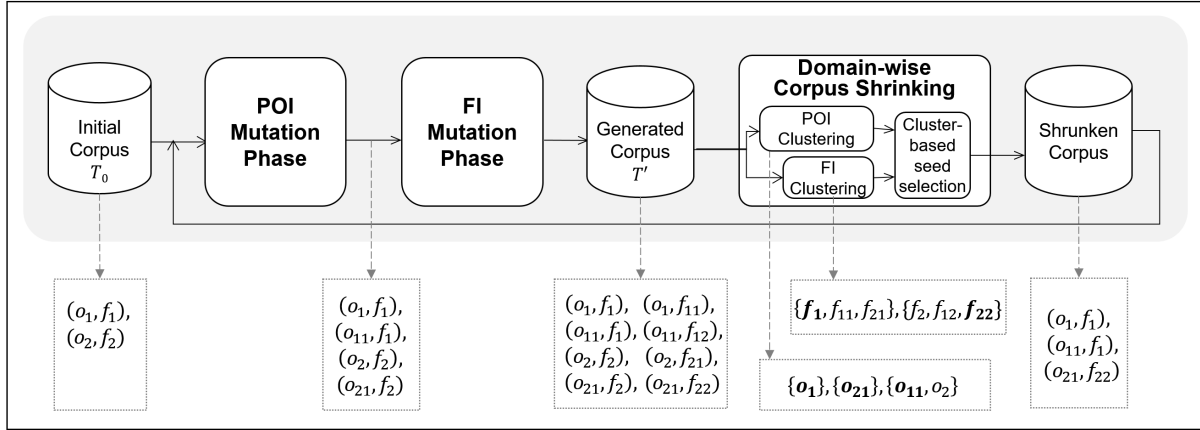 Initial
Corpus
T₀
POI
Mutation
Phase
FI
Mutation
Phase
Generated
Corpus
T′
Domain-wise
Corpus Shrinking
POI
Clustering
FI
Clustering
Cluster-
based
seed
selection
Shrunken
Corpus
(o₁,f₁),
(o₂,f₂)
(o₁,f₁),
(o₁₁,f₁),
(o₂,f₂),
(o₂₁,f₂)
(o₁,f₁), (o₁,f₁₁),
(o₁₁,f₁), (o₁₁,f₁₂),
(o₂,f₂), (o₂,f₂₁),
(o₂₁,f₂), (o₂₁,f₂₂)
{f₁,f₁₁,f₂₁},{f₂,f₁₂,f₂₂}
{o₁},{o₂₁},{o₁₁,o₂}
(o₁,f₁),
(o₁₁,f₁),
(o₂₁,f₂₂)